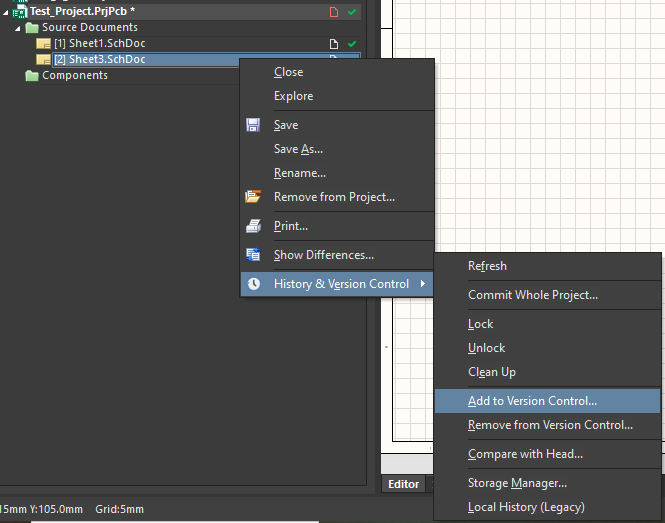 Test_Project.PrjPcb *
Source Documents
[1] Sheet1.SchDoc
[2] Sheet3.SchDoc
Components
Close
Explore
Save
Save As...
Rename...
Remove from Project...
Print...
Show Differences...
History & Version Control
Refresh
Commit Whole Project...
Lock
Unlock
Clean Up
Add to Version Control...
Remove from Version Control...
Compare with Head...
Storage Manager...
Local History (Legacy)
Editor
15mm Y:105.0mm Grid:5mm